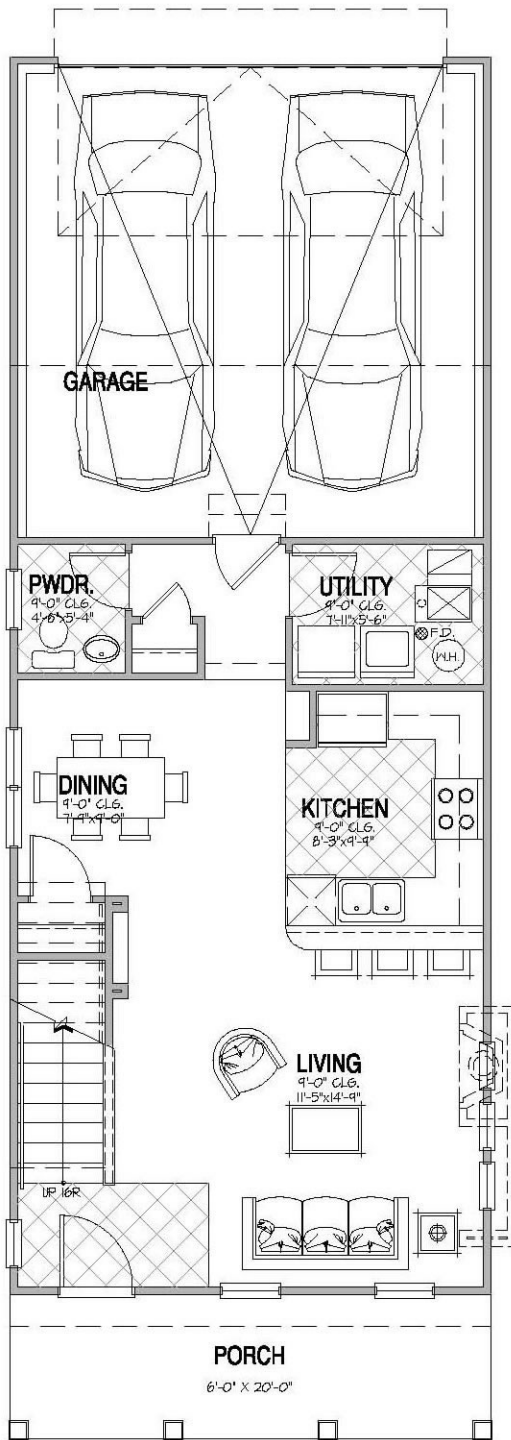 GARAGE
PWDR.
9'-0" CLG.
4'-6"x5'-4"
UTILITY
9'-0" CLG.
7'-11"x5'-6"
F.D.
W.H.
DINING
9'-0" CLG.
7'-9"x9'-0"
KITCHEN
9'-0" CLG.
8'-3"x9'-9"
LIVING
9'-0" CLG.
11'-5"x14'-9"
UP 16R
PORCH
6'-0" X 20'-0"